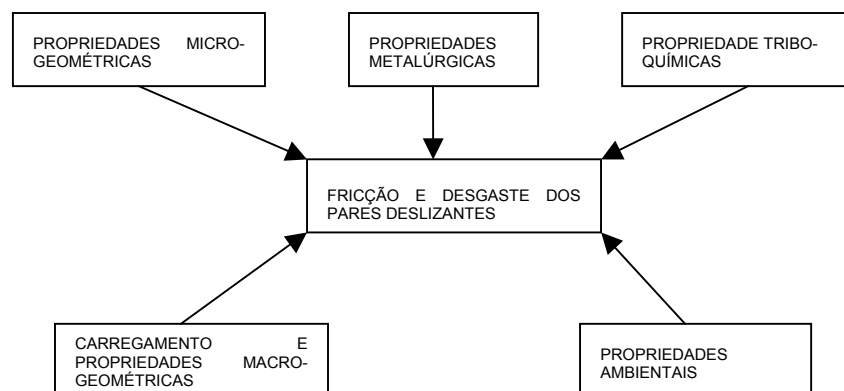 PROPRIEDADES MICRO-
GEOMÉTRICAS
PROPRIEDADES
METALÚRGICAS
PROPRIEDADE TRIBO-
QUÍMICAS
FRICÇÃO E DESGASTE DOS
PARES DESLIZANTES
CARREGAMENTO E
PROPRIEDADES MACRO-
GEOMÉTRICAS
PROPRIEDADES
AMBIENTAIS